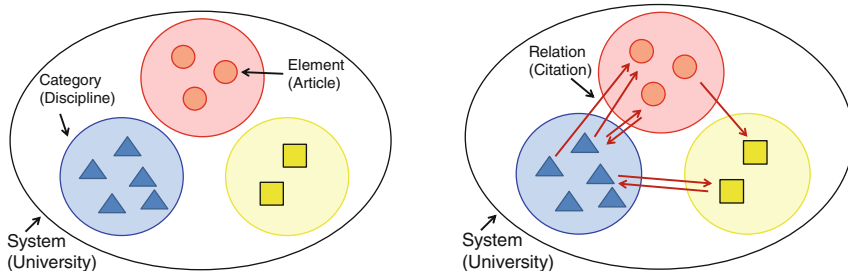 Element
(Article)
Category
(Discipline)
System
(University)
Relation
(Citation)
System
(University)